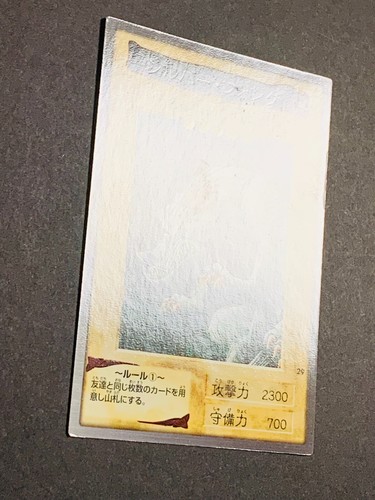 29
～ルール①～
友達と同じ枚数のカードを用
意し山札にする。
攻撃力 2300
守備力 700